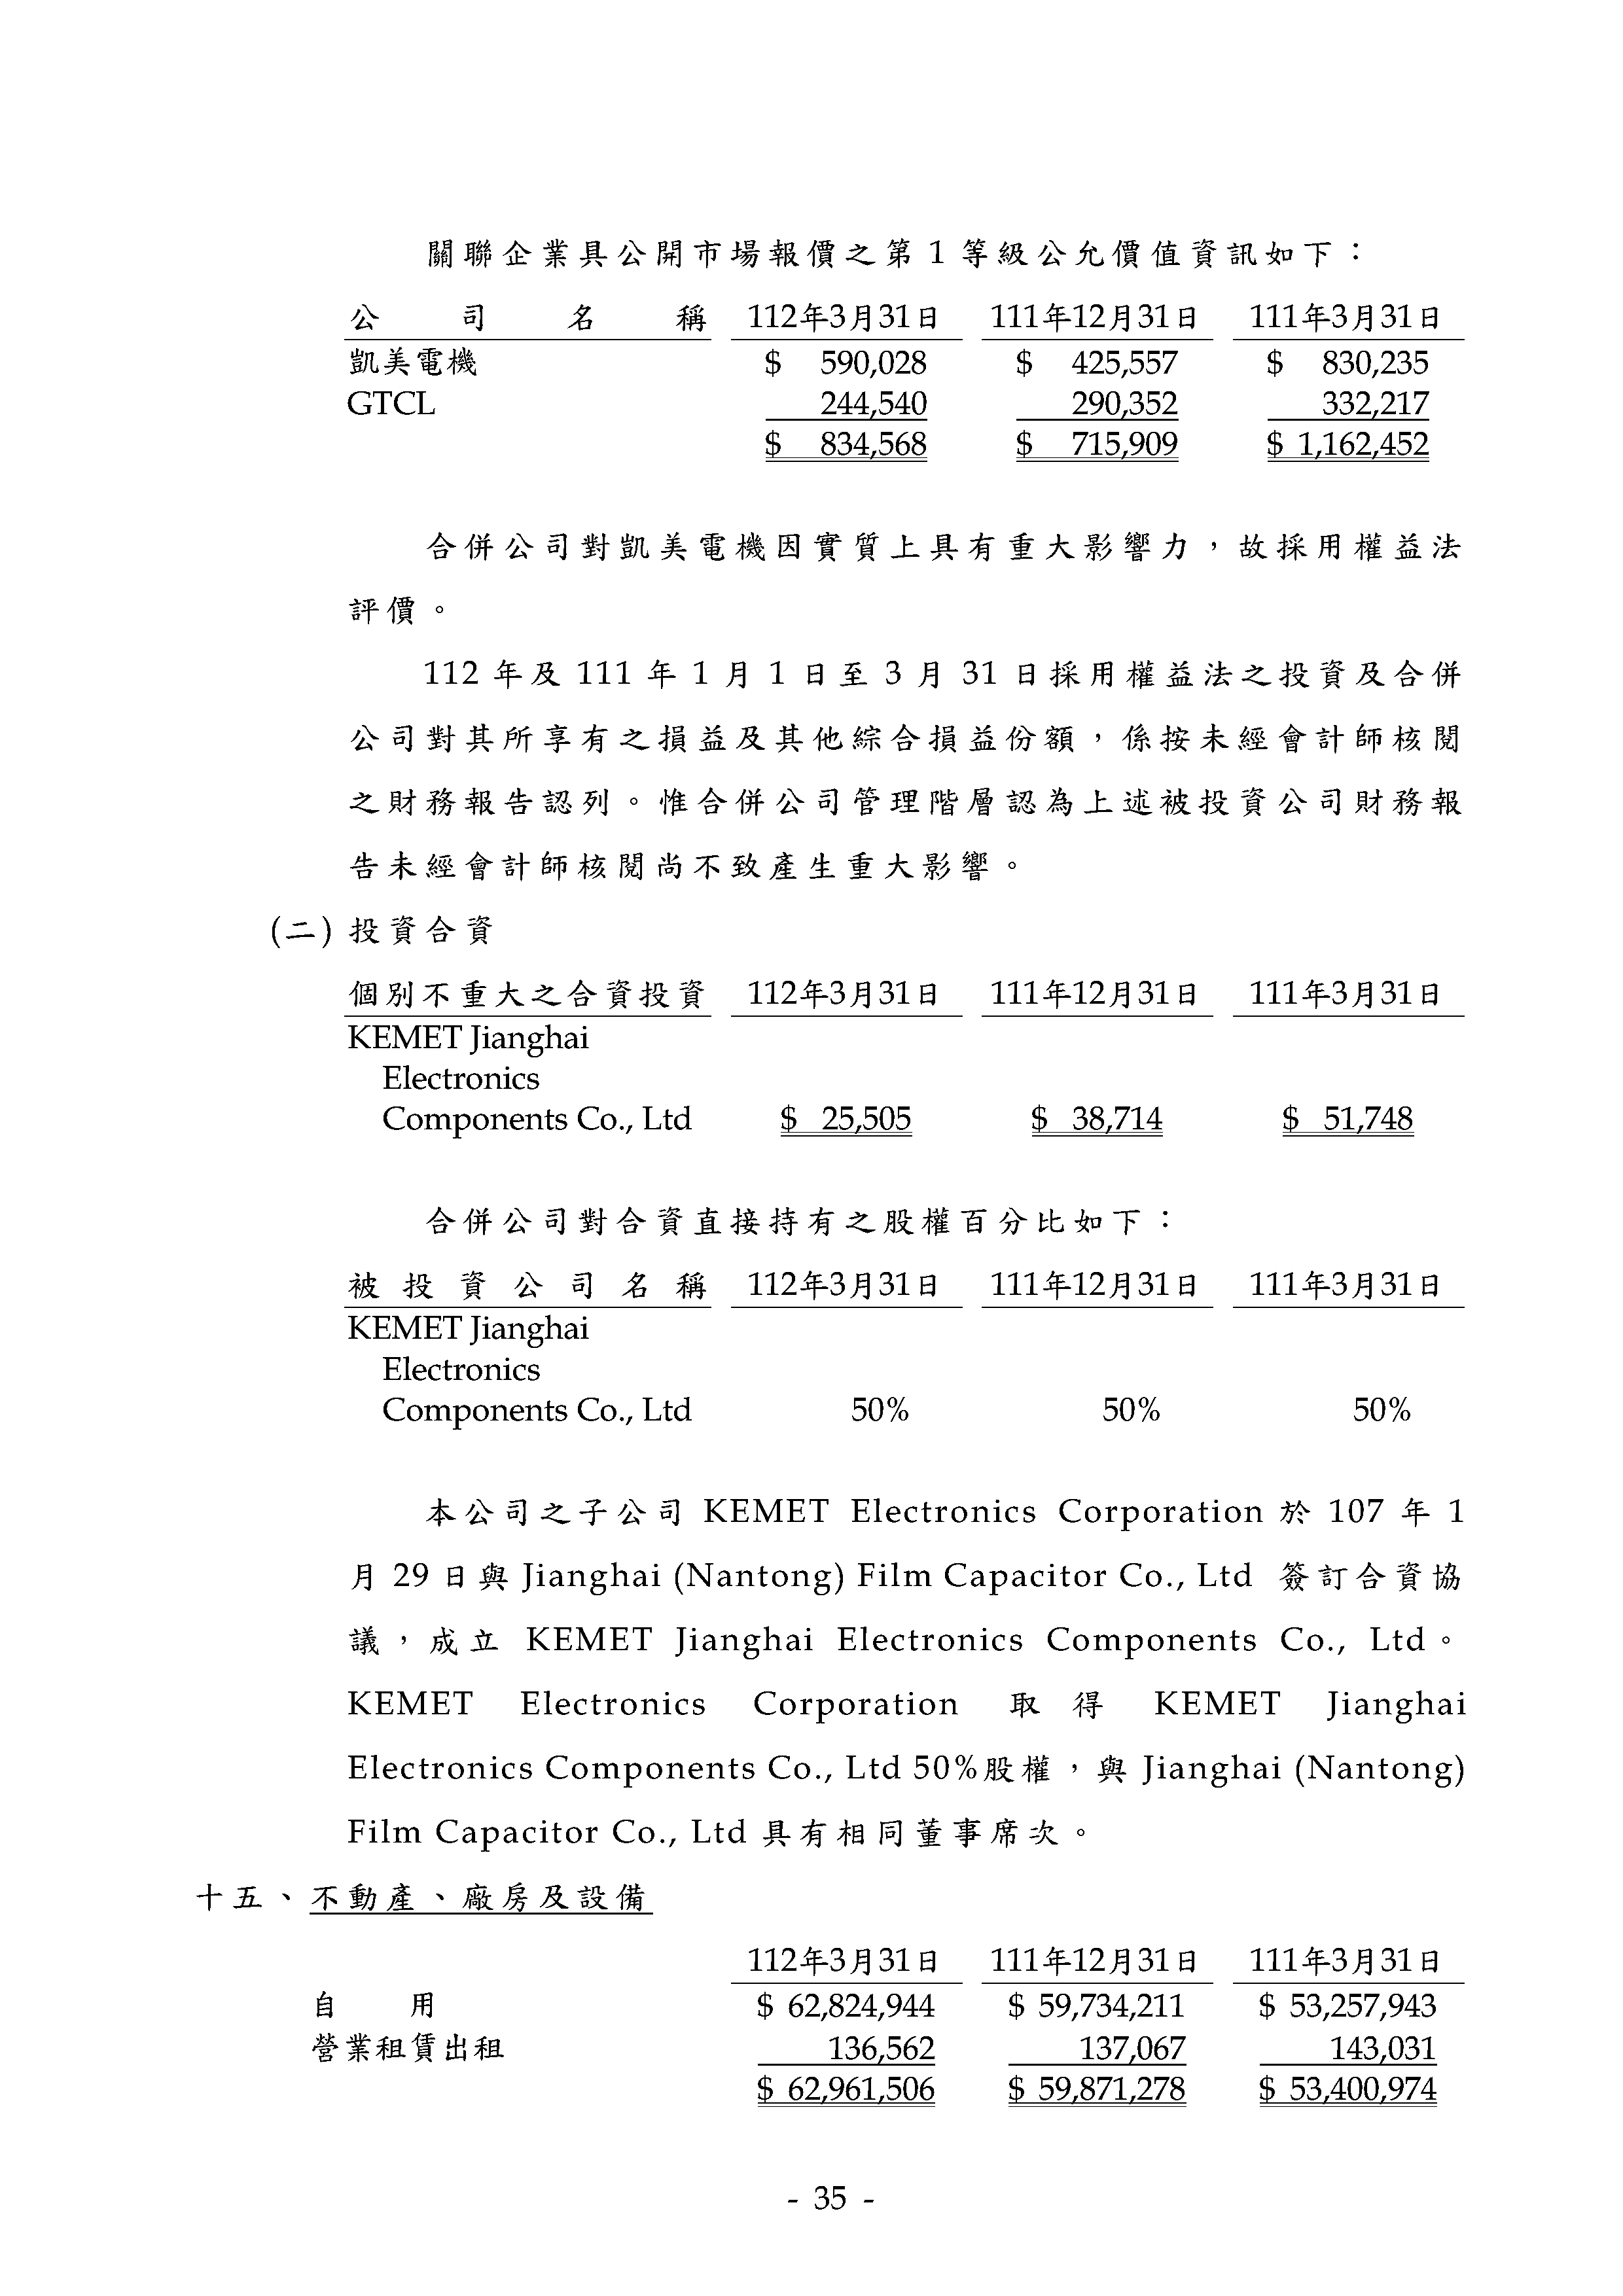 關聯企業具公開市場報價之第 1 等級公允價值資訊如下：
公司名稱 112年3月31日 111年12月31日 111年3月31日
凱美電機 $ 590,028 $ 425,557 $ 830,235
GTCL 244,540 290,352 332,217
$ 834,568 $ 715,909 $ 1,162,452
合併公司對凱美電機因實質上具有重大影響力，故採用權益法
評價。
112 年及 111 年 1 月 1 日至 3 月 31 日採用權益法之投資及合併
公司對其所享有之損益及其他綜合損益份額，係按未經會計師核閱
之財務報告認列。惟合併公司管理階層認為上述被投資公司財務報
告未經會計師核閱尚不致產生重大影響。
(二) 投資合資
個別不重大之合資投資 112年3月31日 111年12月31日 111年3月31日
KEMET Jianghai
Electronics
Components Co., Ltd $ 25,505 $ 38,714 $ 51,748
合併公司對合資直接持有之股權百分比如下：
被投資公司名稱 112年3月31日 111年12月31日 111年3月31日
KEMET Jianghai
Electronics
Components Co., Ltd 50% 50% 50%
本公司之子公司 KEMET Electronics Corporation 於 107 年 1
月 29 日與 Jianghai (Nantong) Film Capacitor Co., Ltd 簽訂合資協
議，成立 KEMET Jianghai Electronics Components Co., Ltd。
KEMET Electronics Corporation 取得 KEMET Jianghai
Electronics Components Co., Ltd 50%股權，與 Jianghai (Nantong)
Film Capacitor Co., Ltd 具有相同董事席次。
十五、不動產、廠房及設備
112年3月31日 111年12月31日 111年3月31日
自用 $ 62,824,944 $ 59,734,211 $ 53,257,943
營業租賃出租 136,562 137,067 143,031
$ 62,961,506 $ 59,871,278 $ 53,400,974
- 35 -